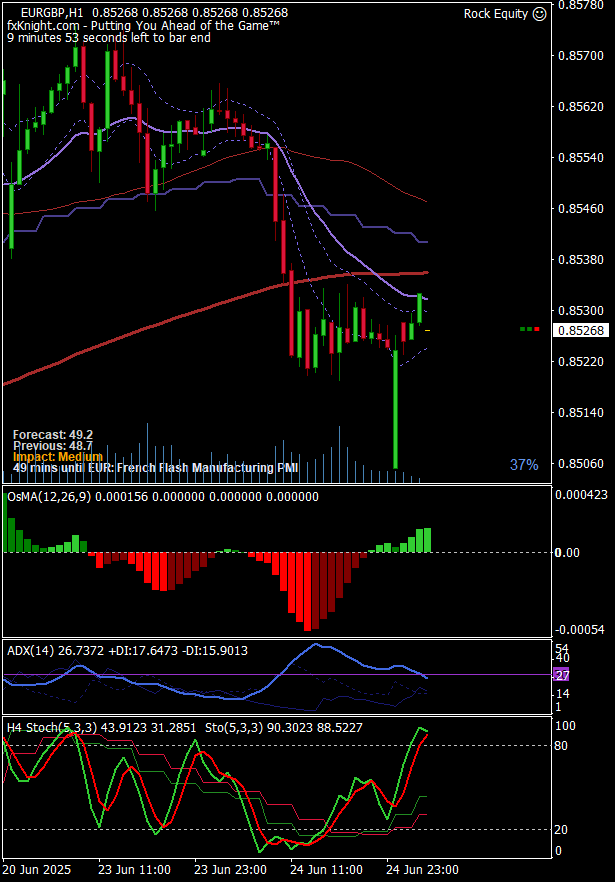 EURGBP,H1 0.85268 0.85268 0.85268 0.85268
Rock Equity ☺
fxKnight.com - Putting You Ahead of the Game™
9 minutes 53 seconds left to bar end
0.85780
0.85700
0.85620
0.85540
0.85460
0.85380
0.85300
0.85268
0.85220
0.85140
0.85060
Forecast: 49.2
Previous: 48.7
Impact: Medium
49 mins until EUR: French Flash Manufacturing PMI
37%
OsMA(12,26,9) 0.000156 0.000000 0.000000 0.000000
0.000423
0.00
-0.00054
ADX(14) 26.7372 +DI:17.6473 -DI:15.9013
54
40
27
14
1
H4 Stoch(5,3,3) 43.9123 31.2851 Sto(5,3,3) 90.3023 88.5227
100
80
20
0
20 Jun 2025 23 Jun 11:00 23 Jun 23:00 24 Jun 11:00 24 Jun 23:00